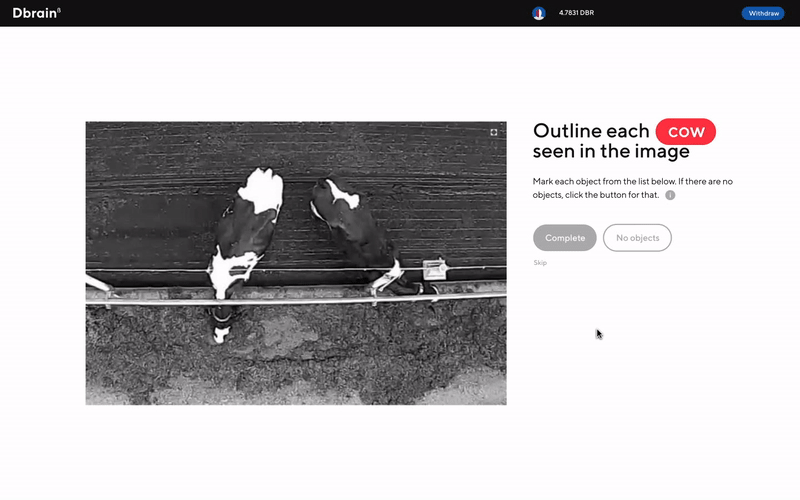 Dbrainᵝ
4.7831 DBR
Withdraw
Outline each cow
seen in the image
Mark each object from the list below. If there are no
objects, click the button for that. i
Complete
No objects
Skip